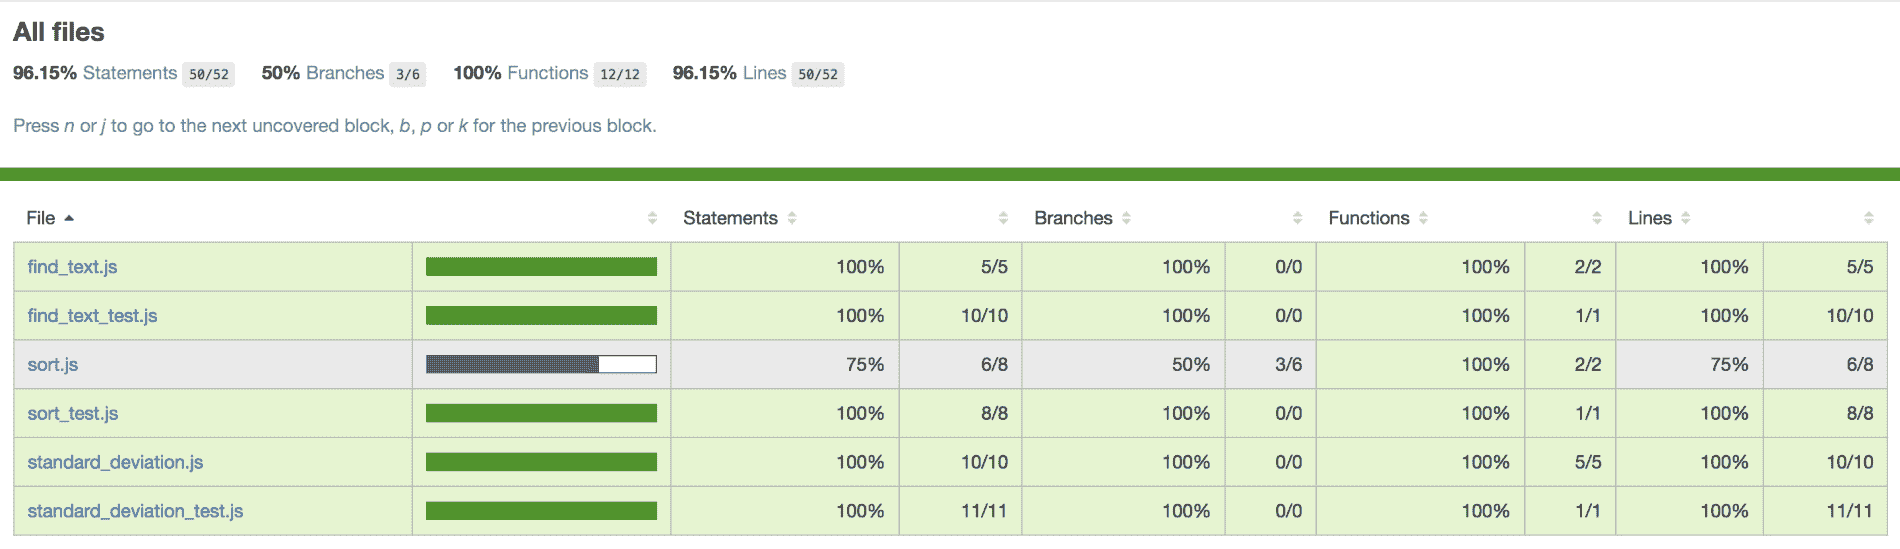 All files
96.15% Statements 50/52 50% Branches 3/6 100% Functions 12/12 96.15% Lines 50/52
Press n or j to go to the next uncovered block, b, p or k for the previous block.
File Statements Branches Functions Lines
find_text.js 100% 5/5 100% 0/0 100% 2/2 100% 5/5
find_text_test.js 100% 10/10 100% 0/0 100% 1/1 100% 10/10
sort.js 75% 6/8 50% 3/6 100% 2/2 75% 6/8
sort_test.js 100% 8/8 100% 0/0 100% 1/1 100% 8/8
standard_deviation.js 100% 10/10 100% 0/0 100% 5/5 100% 10/10
standard_deviation_test.js 100% 11/11 100% 0/0 100% 1/1 100% 11/11